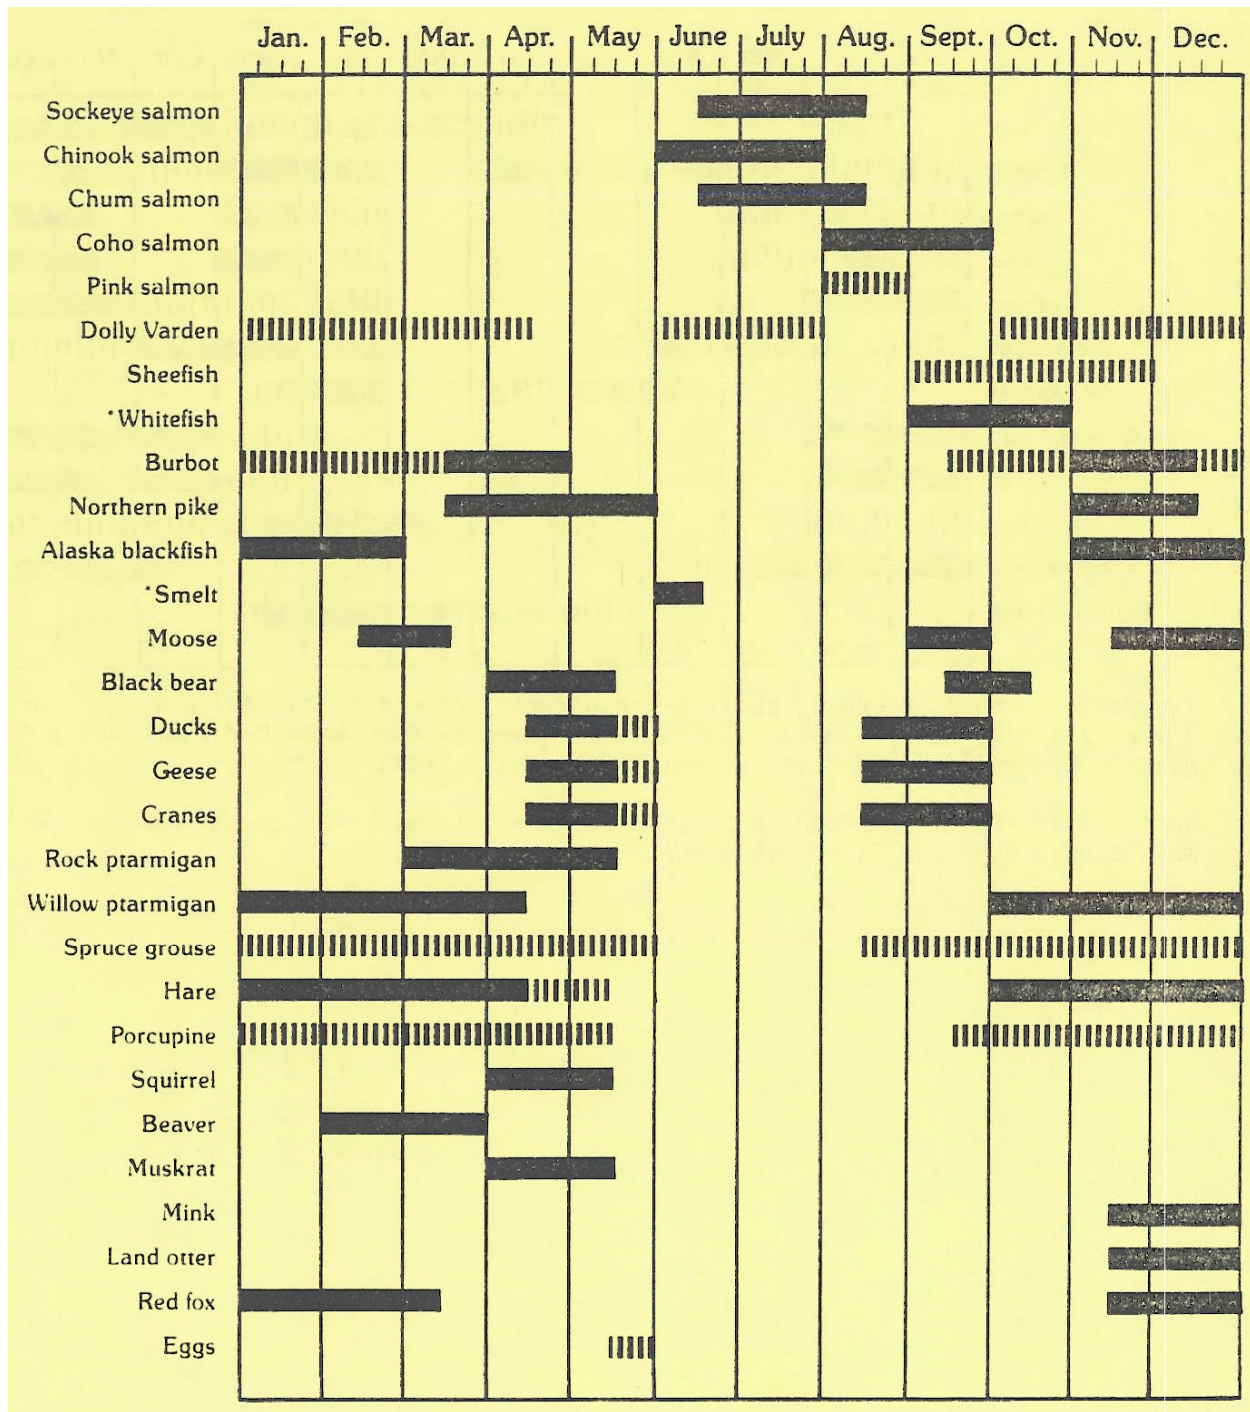 Jan. Feb. Mar. Apr. May June July Aug. Sept. Oct. Nov. Dec.
Sockeye salmon
Chinook salmon
Chum salmon
Coho salmon
Pink salmon
Dolly Varden
Sheefish
*Whitefish
Burbot
Northern pike
Alaska blackfish
*Smelt
Moose
Black bear
Ducks
Geese
Cranes
Rock ptarmigan
Willow ptarmigan
Spruce grouse
Hare
Porcupine
Squirrel
Beaver
Muskrat
Mink
Land otter
Red fox
Eggs